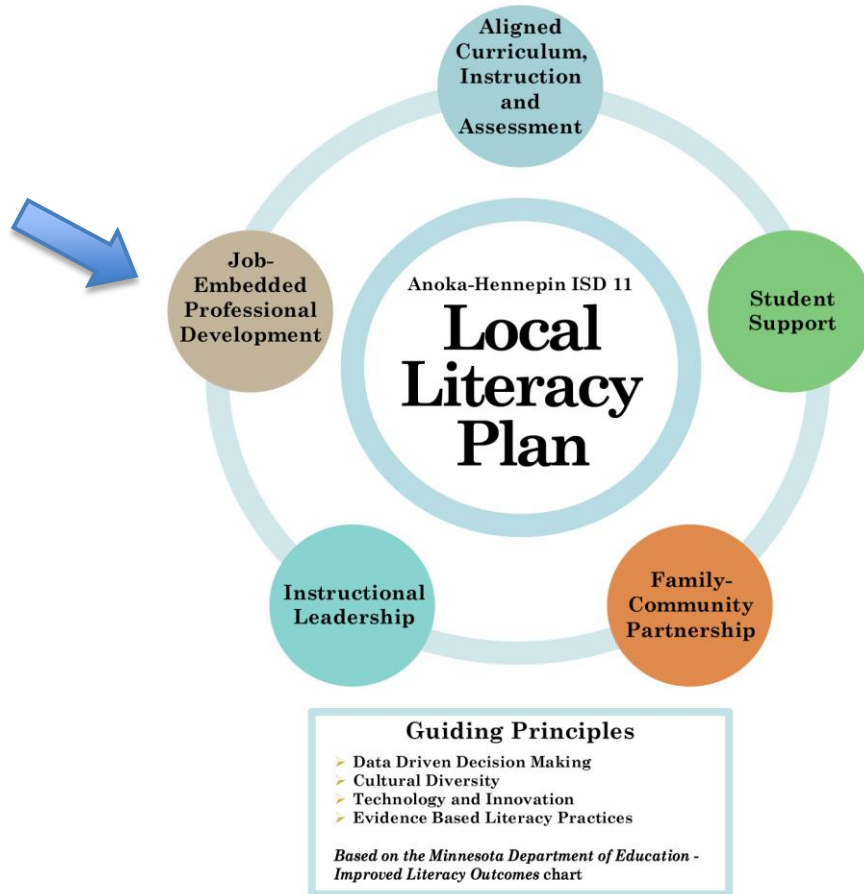 Aligned
Curriculum,
Instruction
and
Assessment
Job-
Embedded
Professional
Development
Anoka-Hennepin ISD 11
Local
Literacy
Plan
Student
Support
Instructional
Leadership
Family-
Community
Partnership
Guiding Principles
Data Driven Decision Making
Cultural Diversity
Technology and Innovation
Evidence Based Literacy Practices
Based on the Minnesota Department of Education -
Improved Literacy Outcomes chart